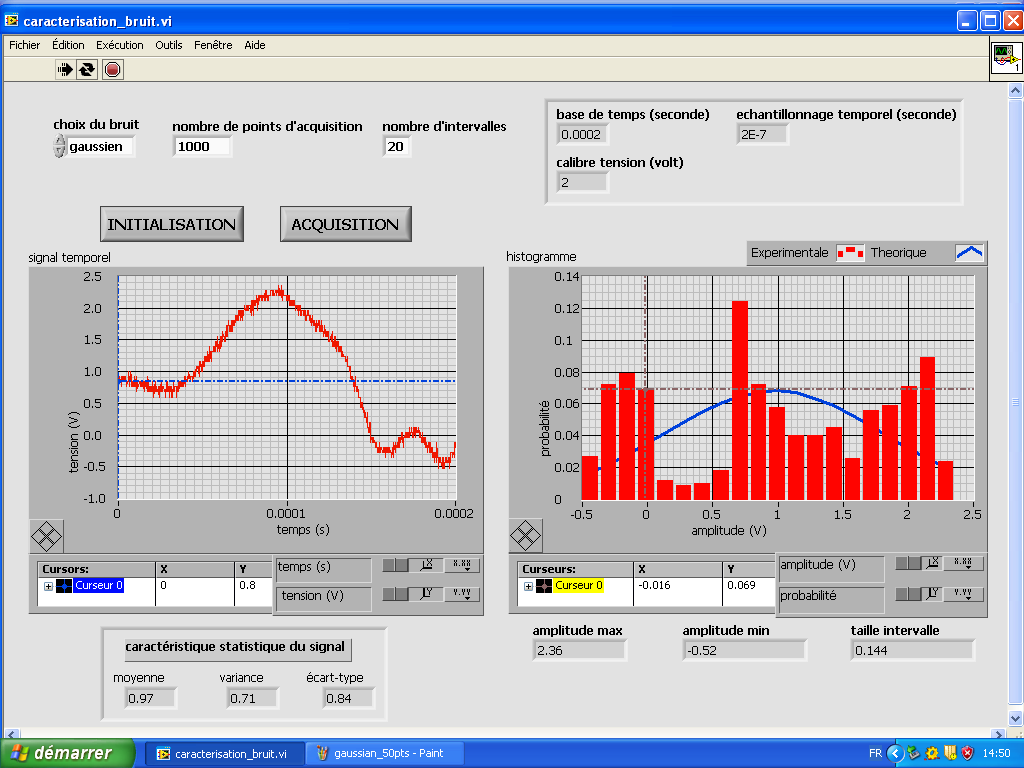 caracterisation_bruit.vi
Fichier Édition Exécution Outils Fenêtre Aide
1
choix du bruit
gaussien
nombre de points d'acquisition
1000
nombre d'intervalles
20
base de temps (seconde)
0.0002
echantillonnage temporel (seconde)
2E-7
calibre tension (volt)
2
INITIALISATION
ACQUISITION
signal temporel
2.5
2.0
1.5
1.0
0.5
0.0
-0.5
-1.0
tension (V)
0 0.0001 0.0002
temps (s)
histogramme
Experimentale Theorique
0.14
0.12
0.1
0.08
0.06
0.04
0.02
0
probabilité
-0.5 0 0.5 1 1.5 2 2.5
amplitude (V)
Cursors: X Y
Curseur 0 0 0.8
temps (s)
X.XX
tension (V)
Y.YY
Curseurs: X Y
Curseur 0 -0.016 0.069
amplitude (V)
X.XX
probabilité
Y.YY
caractéristique statistique du signal
moyenne variance écart-type
0.97 0.71 0.84
amplitude max amplitude min taille intervalle
2.36 -0.52 0.144
démarrer
caracterisation_bruit.vi
gaussian_50pts - Paint
FR
14:50